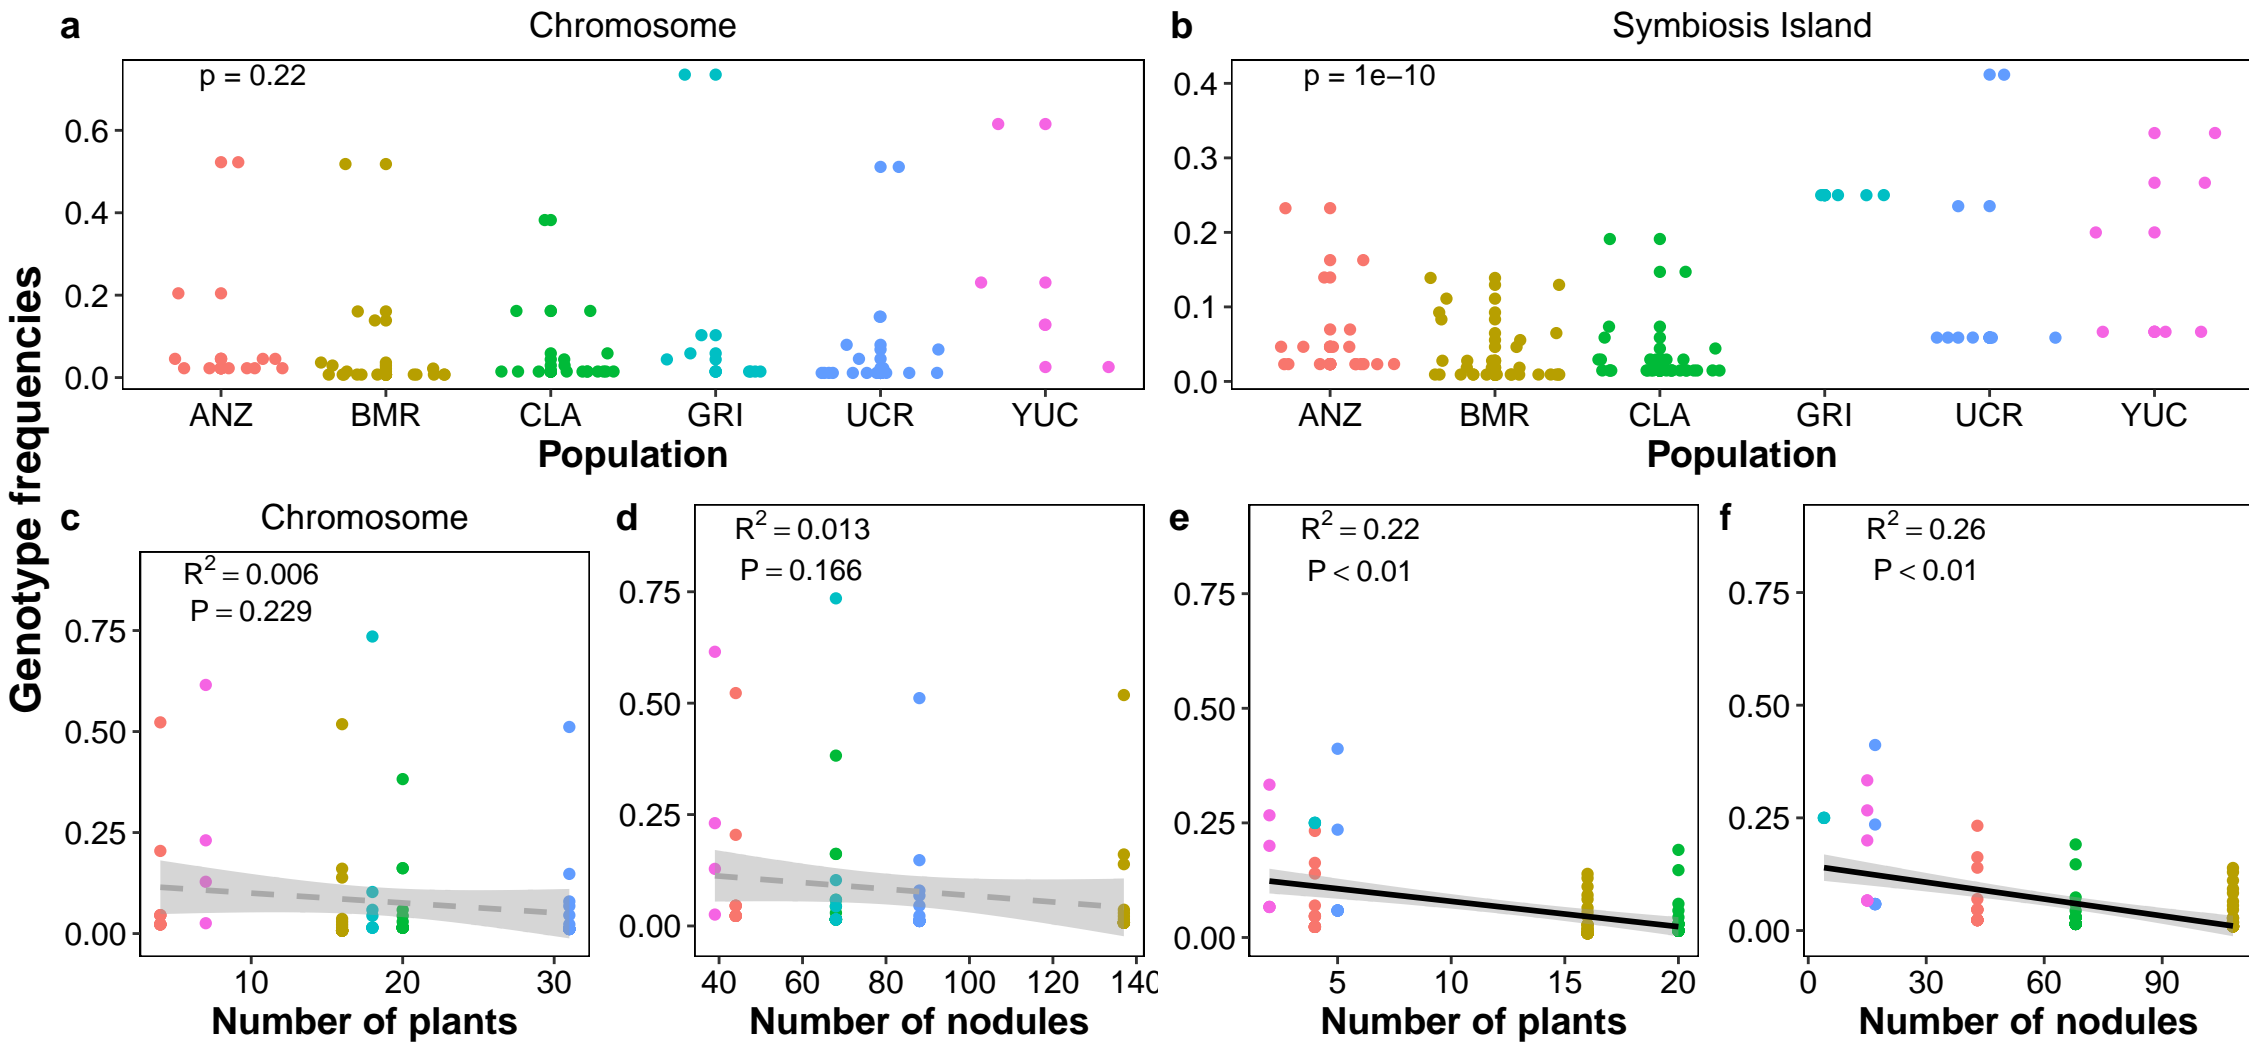 a Chromosome
b Symbiosis Island
p = 0.22
p = 1e−10
0.6
0.4
0.2
0.0
0.4
0.3
0.2
0.1
0.0
ANZ BMR CLA GRI UCR YUC
ANZ BMR CLA GRI UCR YUC
Population
Population
Genotype frequencies
c Chromosome
R² = 0.006
P = 0.229
0.75
0.50
0.25
0.00
10 20 30
Number of plants
d
R² = 0.013
P = 0.166
0.75
0.50
0.25
0.00
40 60 80 100 120 140
Number of nodules
e
R² = 0.22
P < 0.01
0.75
0.50
0.25
0.00
5 10 15 20
Number of plants
f
R² = 0.26
P < 0.01
0.75
0.50
0.25
0.00
0 30 60 90
Number of nodules